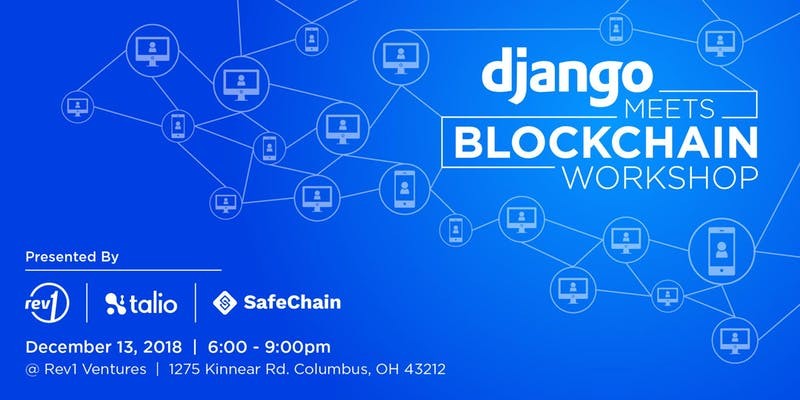 django
MEETS
BLOCKCHAIN
WORKSHOP
Presented By
rev1 | talio | SafeChain
December 13, 2018 | 6:00 - 9:00pm
@ Rev1 Ventures | 1275 Kinnear Rd. Columbus, OH 43212